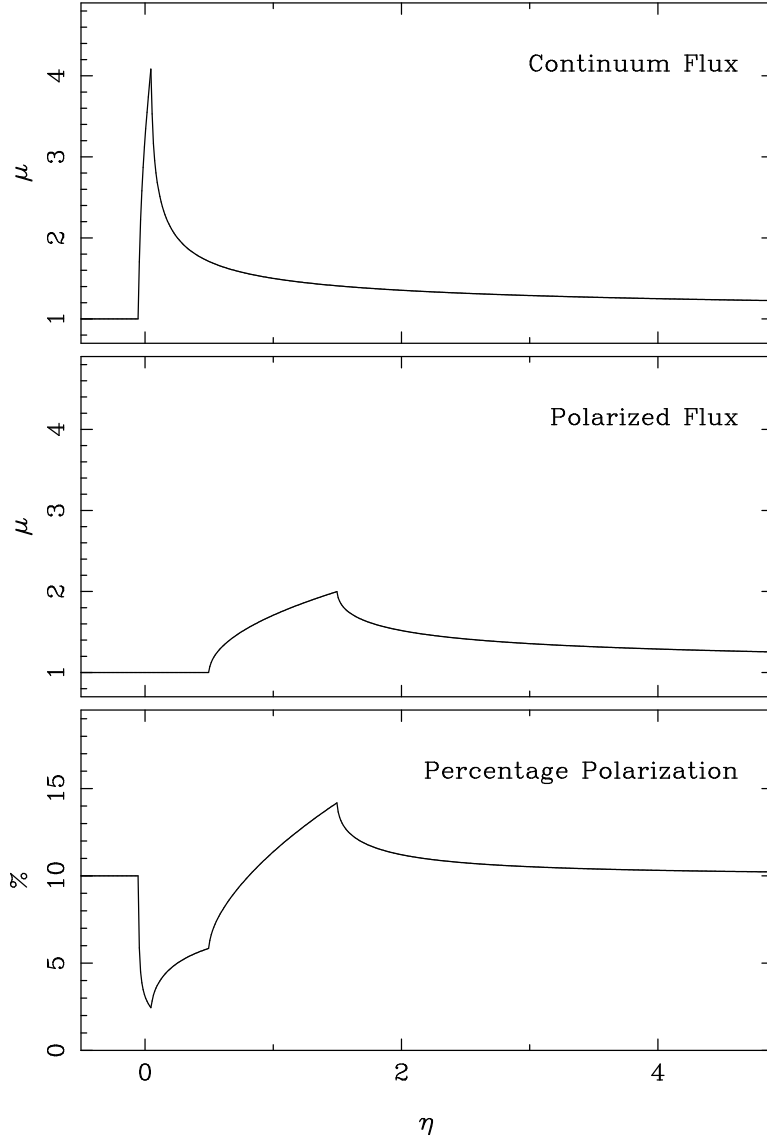 Continuum Flux
4
3
2
1
μ
Polarized Flux
4
3
2
1
μ
Percentage Polarization
15
10
5
0
%
0 2 4
η